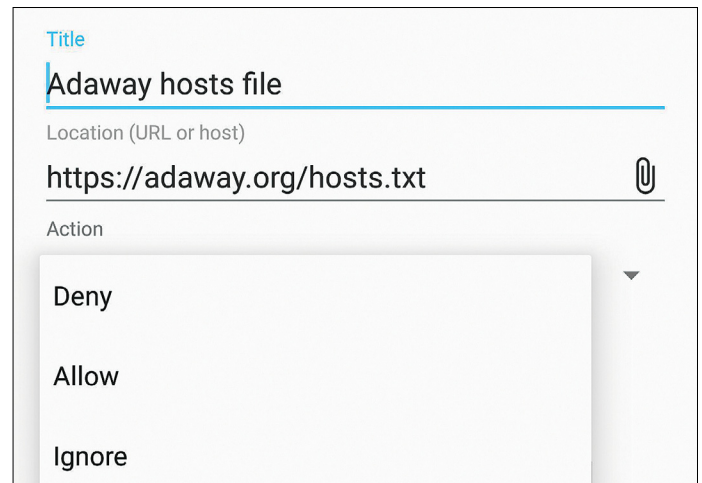 Title
Adaway hosts file
Location (URL or host)
https://adaway.org/hosts.txt
Action
Deny
Allow
Ignore